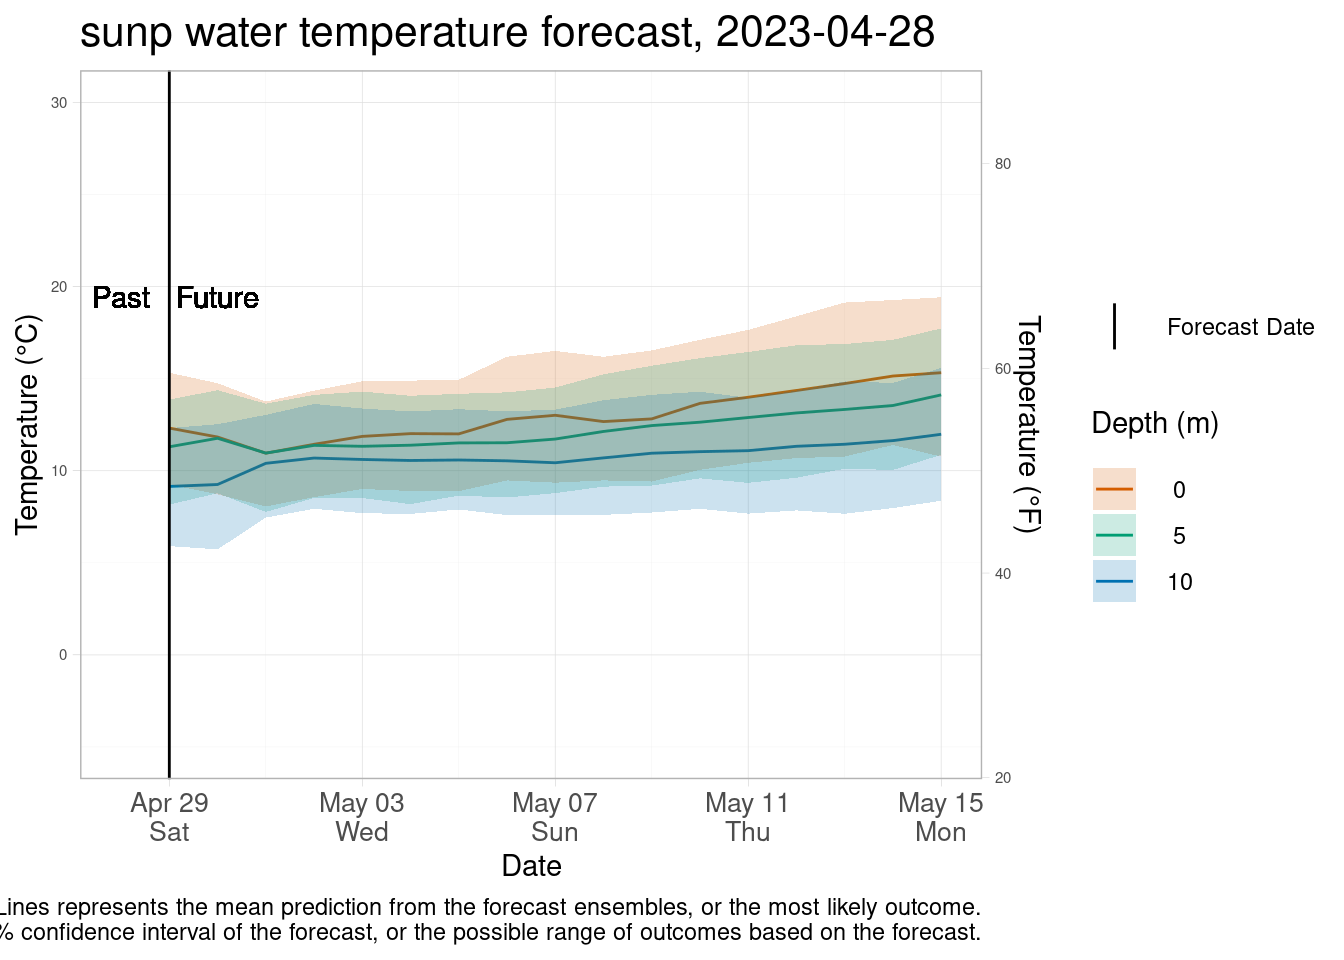 sunp water temperature forecast, 2023-04-28
30
20
10
0
Temperature (°C)
Past
Future
80
60
40
20
Temperature (°F)
Apr 29
Sat
May 03
Wed
May 07
Sun
May 11
Thu
May 15
Mon
Date
Forecast Date
Depth (m)
0
5
10
Lines represents the mean prediction from the forecast ensembles, or the most likely outcome.
% confidence interval of the forecast, or the possible range of outcomes based on the forecast.